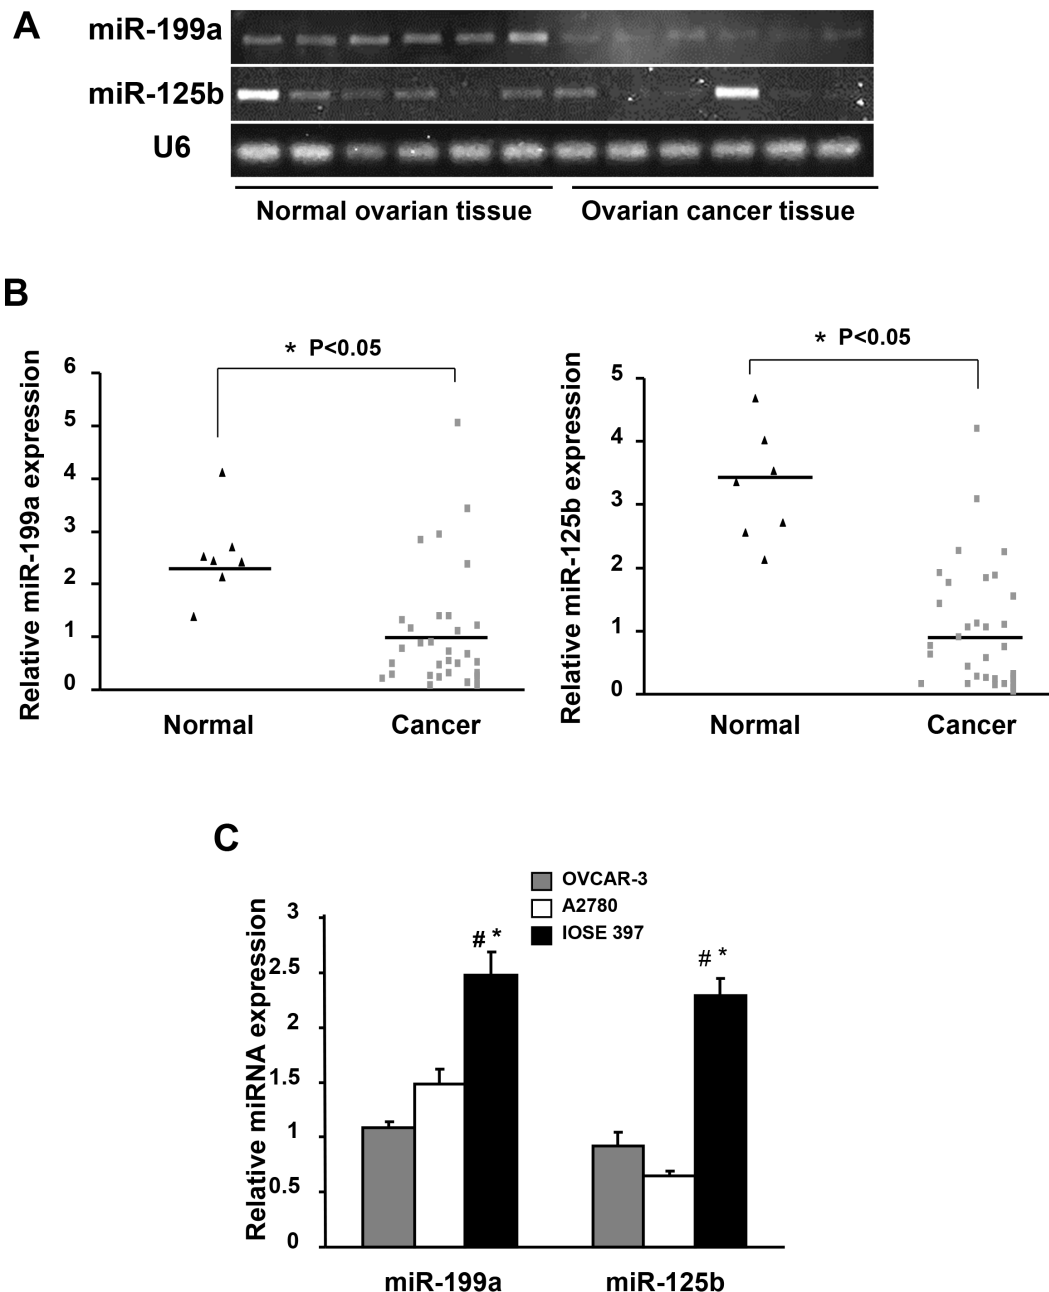 A
miR-199a
miR-125b
U6
Normal ovarian tissue
Ovarian cancer tissue
B
* P<0.05
Relative miR-199a expression
6
5
4
3
2
1
0
Normal
Cancer
* P<0.05
Relative miR-125b expression
5
4
3
2
1
0
Normal
Cancer
C
OVCAR-3
A2780
IOSE 397
Relative miRNA expression
3
2.5
2
1.5
1
0.5
0
# *
# *
miR-199a
miR-125b